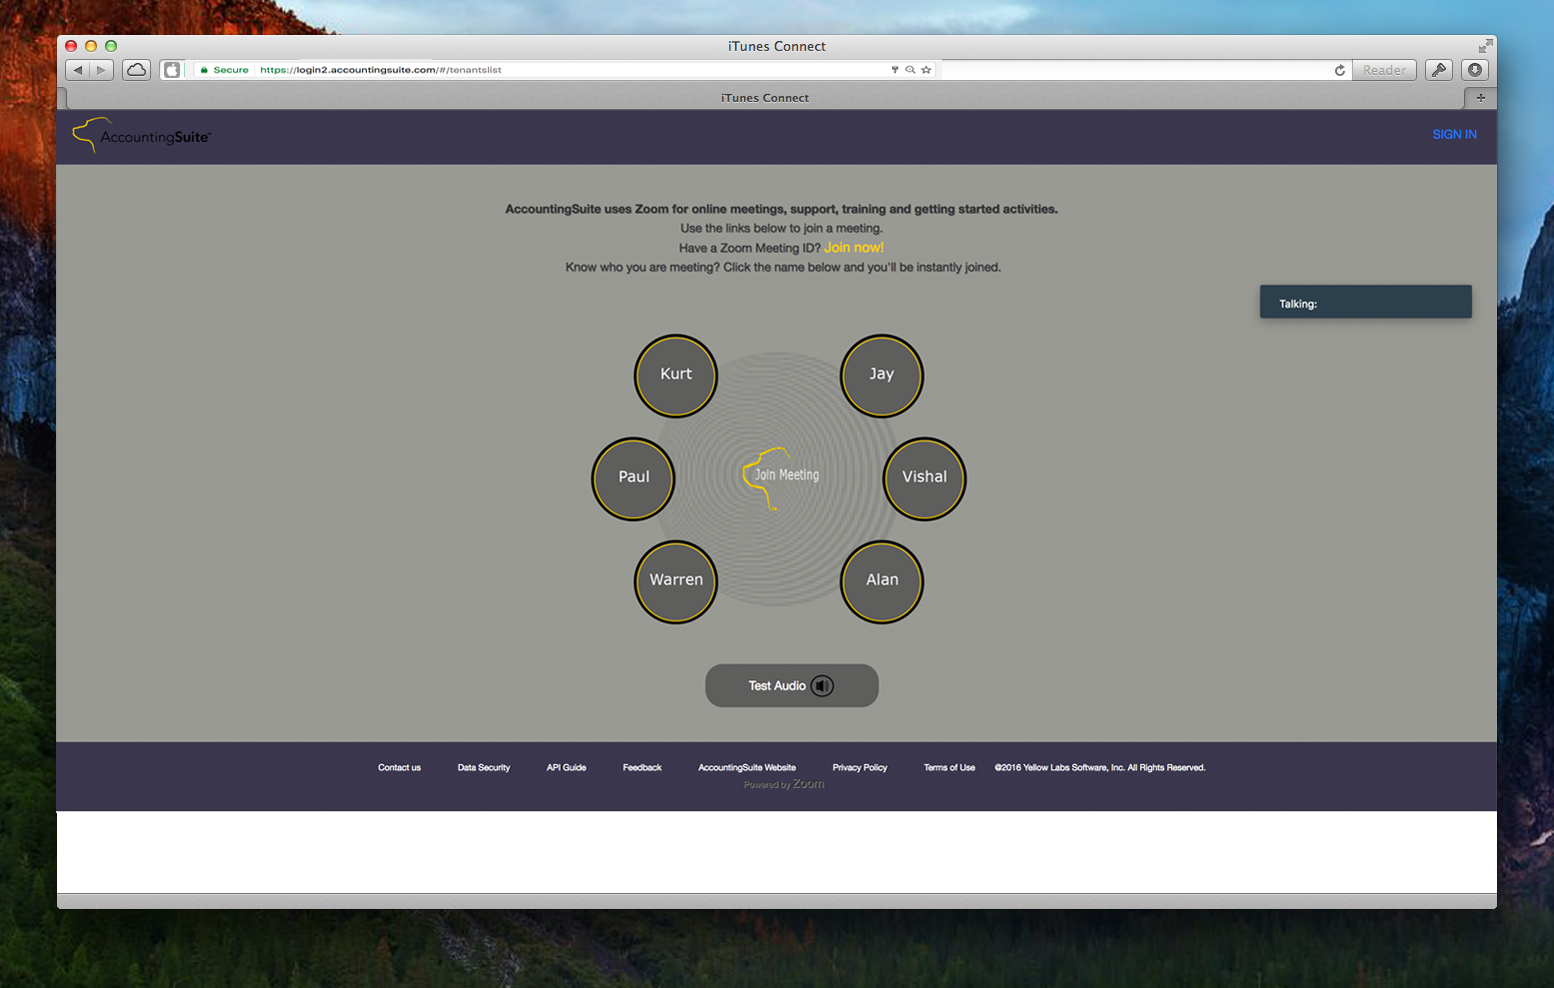 iTunes Connect
Secure https://login2.accountingsuite.com/#/tenantslist
Reader
iTunes Connect
AccountingSuite™
SIGN IN
AccountingSuite uses Zoom for online meetings, support, training and getting started activities.
Use the links below to join a meeting.
Have a Zoom Meeting ID? Join now!
Know who you are meeting? Click the name below and you'll be instantly joined.
Talking:
Kurt
Jay
Paul
Join Meeting
Vishal
Warren
Alan
Test Audio
Contact us Data Security API Guide Feedback AccountingSuite Website Privacy Policy Terms of Use @2016 Yellow Labs Software, Inc. All Rights Reserved.
Powered by Zoom